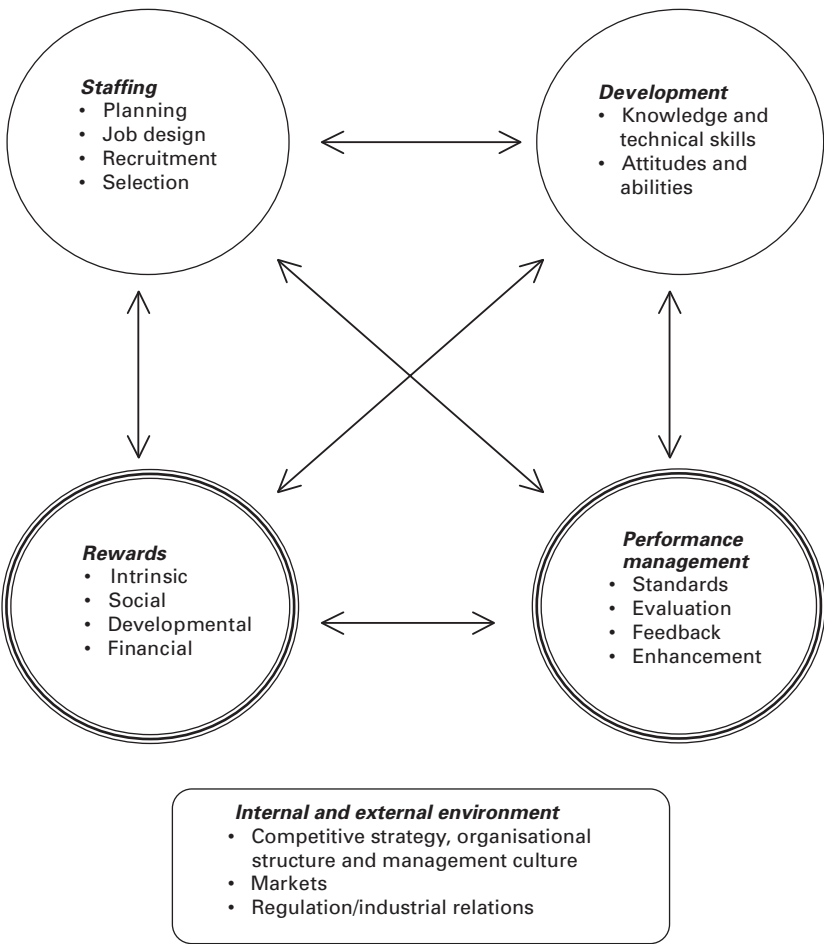 Staffing
• Planning
• Job design
• Recruitment
• Selection
Development
• Knowledge and
technical skills
• Attitudes and
abilities
Rewards
• Intrinsic
• Social
• Developmental
• Financial
Performance
management
• Standards
• Evaluation
• Feedback
• Enhancement
Internal and external environment
• Competitive strategy, organisational
structure and management culture
• Markets
• Regulation/industrial relations